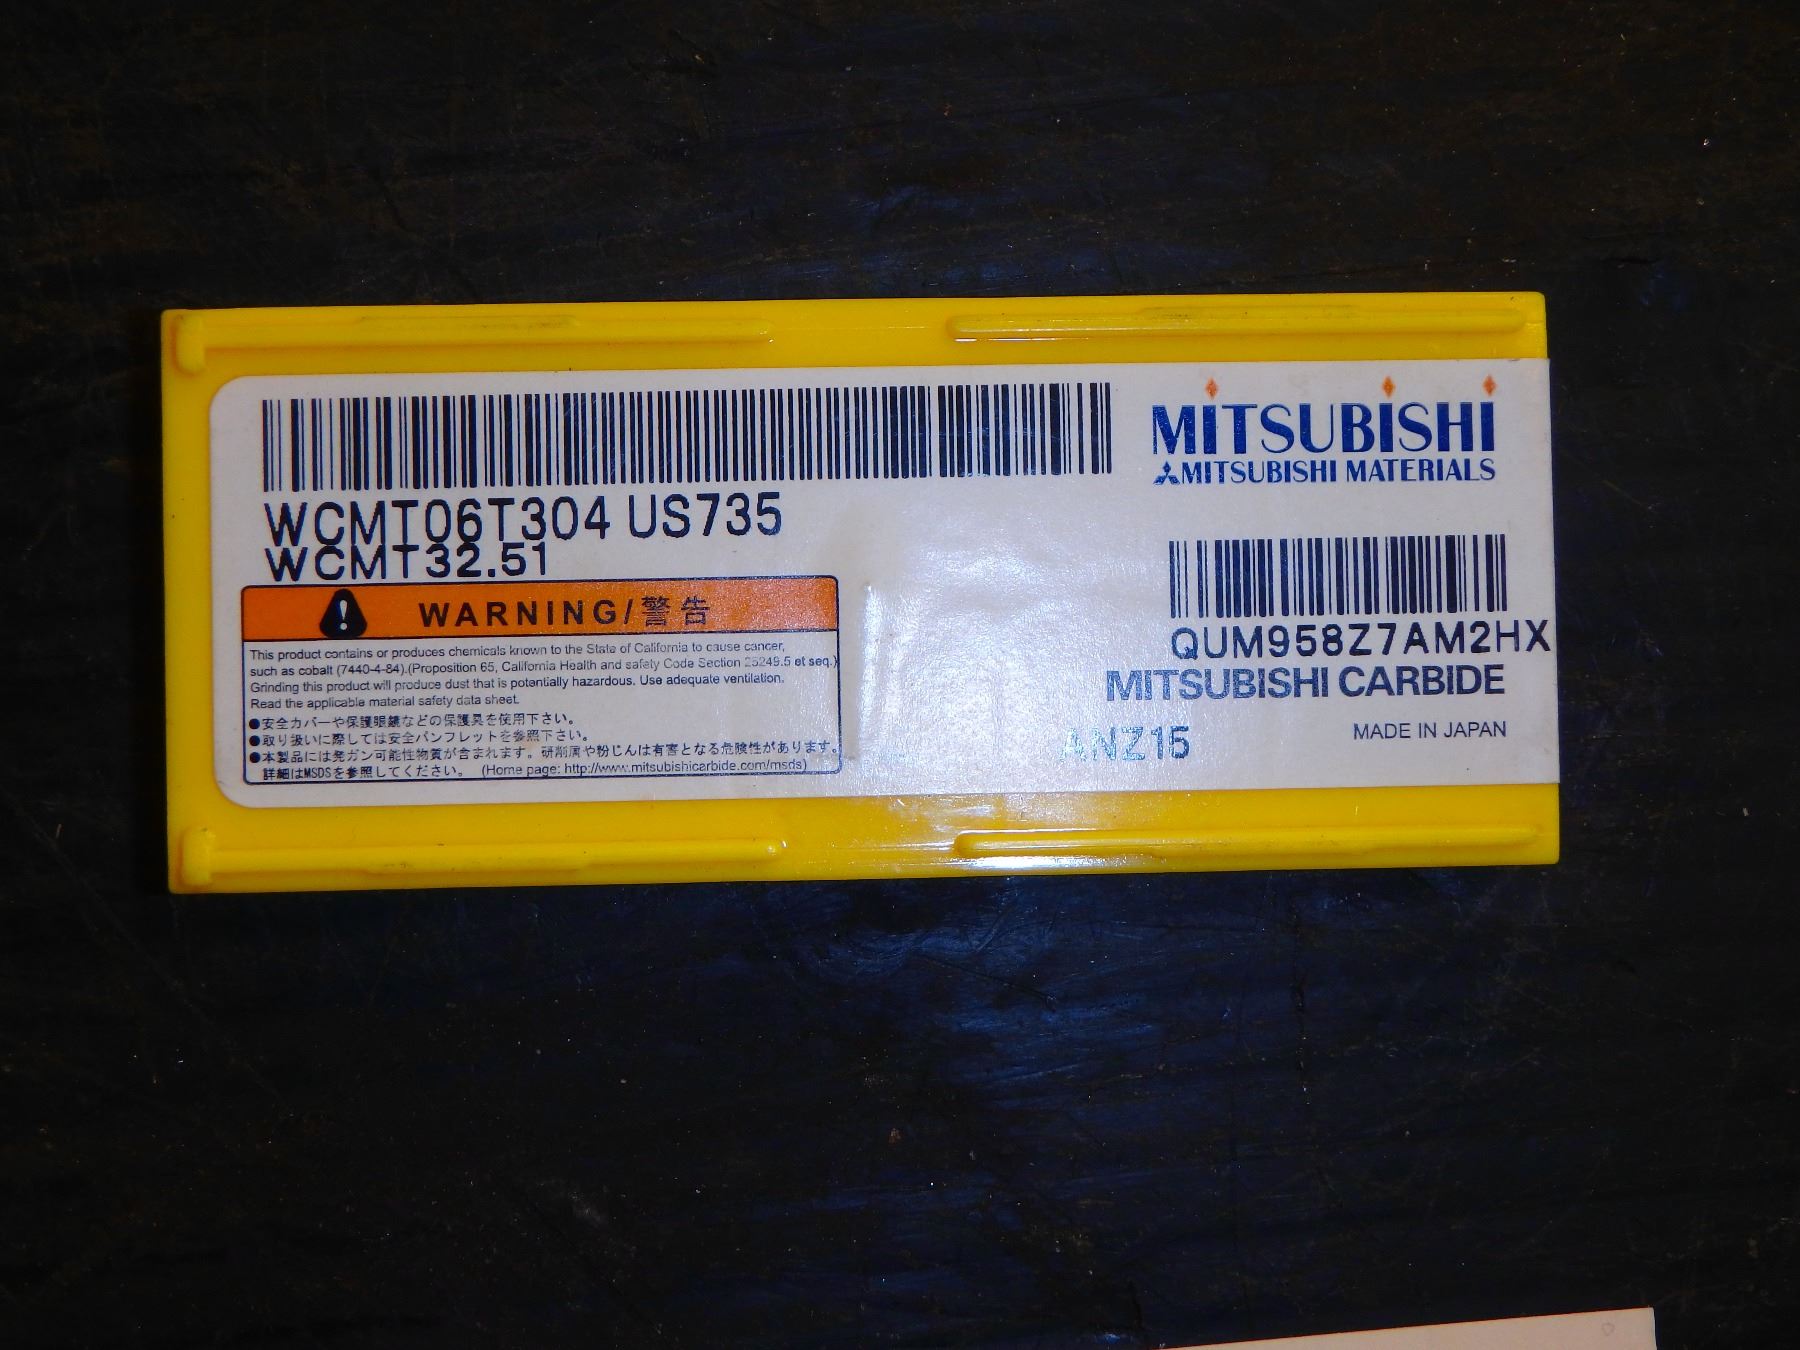 MITSUBISHI
MITSUBISHI MATERIALS
WCMT06T304 US735
WCMT32.51
WARNING/警告
This product contains or produces chemicals known to the State of California to cause cancer,
such as cobalt (7440-4-84).(Proposition 65, California Health and safety Code Section 25249.5 et seq.)
Grinding this product will produce dust that is potentially hazardous. Use adequate ventilation.
Read the applicable material safety data sheet.
●安全カバーや保護眼鏡などの保護具を使用下さい。
●取り扱いに際しては安全パンフレットを参照下さい。
●本製品には発ガン可能性物質が含まれます。研削屑や粉じんは有害となる危険性があります。
詳細はMSDSを参照してください。 (Home page: http://www.mitsubishicarbide.com/msds)
QUM958Z7AM2HX
MITSUBISHI CARBIDE
ANZ15
MADE IN JAPAN